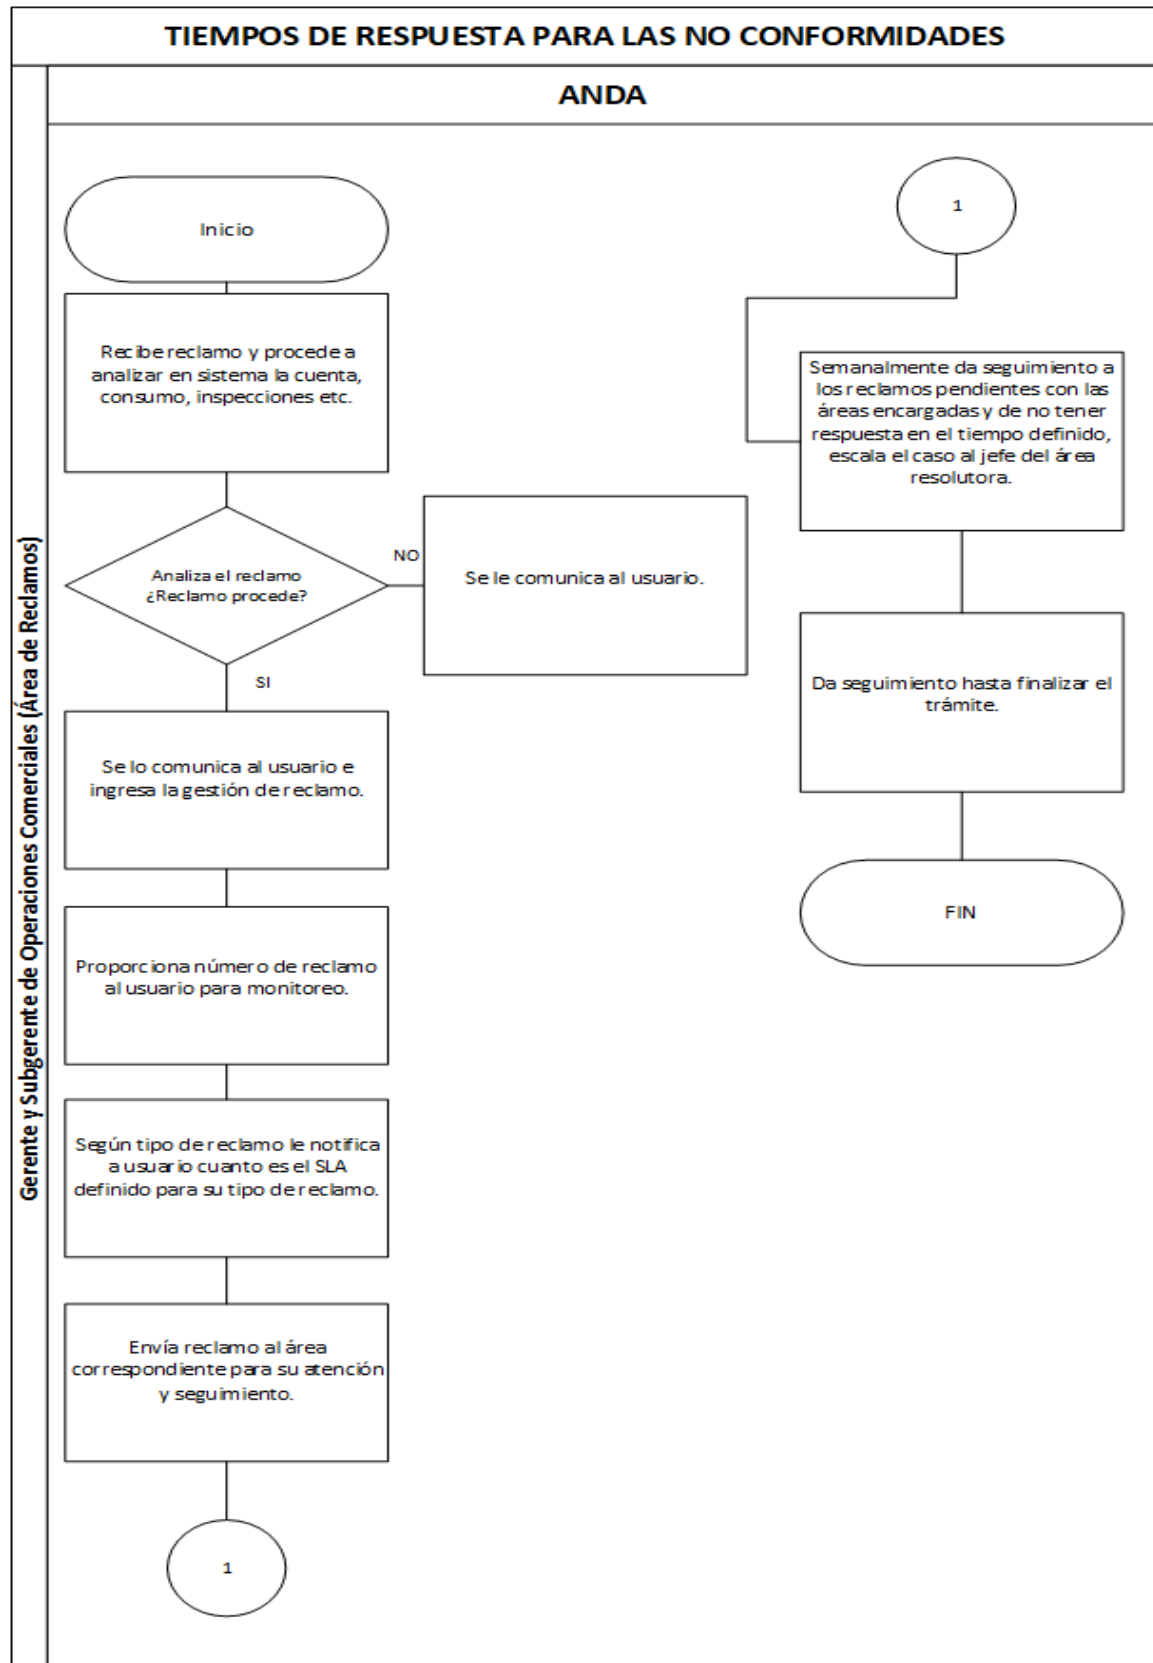 TIEMPOS DE RESPUESTA PARA LAS NO CONFORMIDADES
ANDA
Gerente y Subgerente de Operaciones Comerciales (Área de Reclamos)
Inicio
Recibe reclamo y procede a
analizar en sistema la cuenta,
consumo, inspecciones etc.
Analiza el reclamo
¿Reclamo procede?
NO
Se le comunica al usuario.
SI
Se lo comunica al usuario e
ingresa la gestión de reclamo.
Proporciona número de reclamo
al usuario para monitoreo.
Según tipo de reclamo le notifica
a usuario cuanto es el SLA
definido para su tipo de reclamo.
Envía reclamo al área
correspondiente para su atención
y seguimiento.
1
1
Semanalmente da seguimiento a
los reclamos pendientes con las
áreas encargadas y de no tener
respuesta en el tiempo definido,
escala el caso al jefe del área
resolutora.
Da seguimiento hasta finalizar el
trámite.
FIN